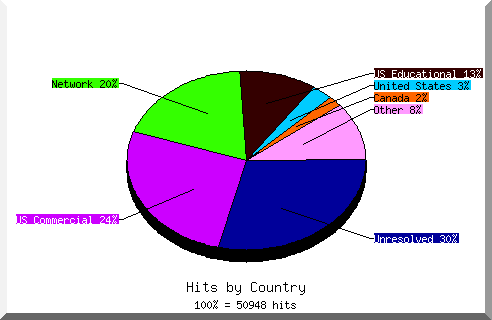 US Educational 13%
Network 20%
United States 3%
Canada 2%
Other 8%
US Commercial 24%
Unresolved 30%
Hits by Country
100% = 50948 hits